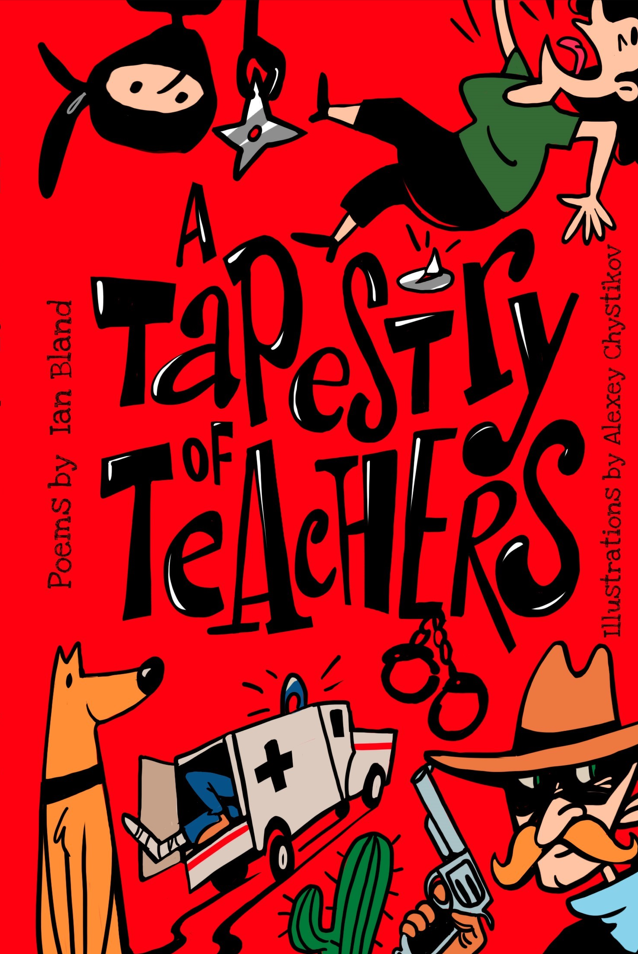 A
TaPeSTry
OF
TeACHERS
Poems by Ian Bland
Illustrations by Alexey Chystikov